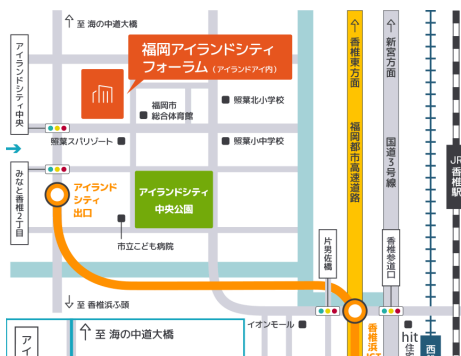 至 海の中道大橋
香椎東方面
新宮方面
アイランドシティ中央
福岡アイランドシティ
フォーラム（アイランドアイ内）
福岡市
総合体育館
照葉北小学校
照葉スパリゾート
照葉小中学校
福岡都市高速道路
国道3号線
JR香椎駅
みなと香椎2丁目
アイランド
シティ
出口
アイランドシティ
中央公園
市立こども病院
片男佐橋
香椎参道口
至 香椎浜ふ頭
イオンモール
香椎浜
hit
住宅
西
アイ
至 海の中道大橋